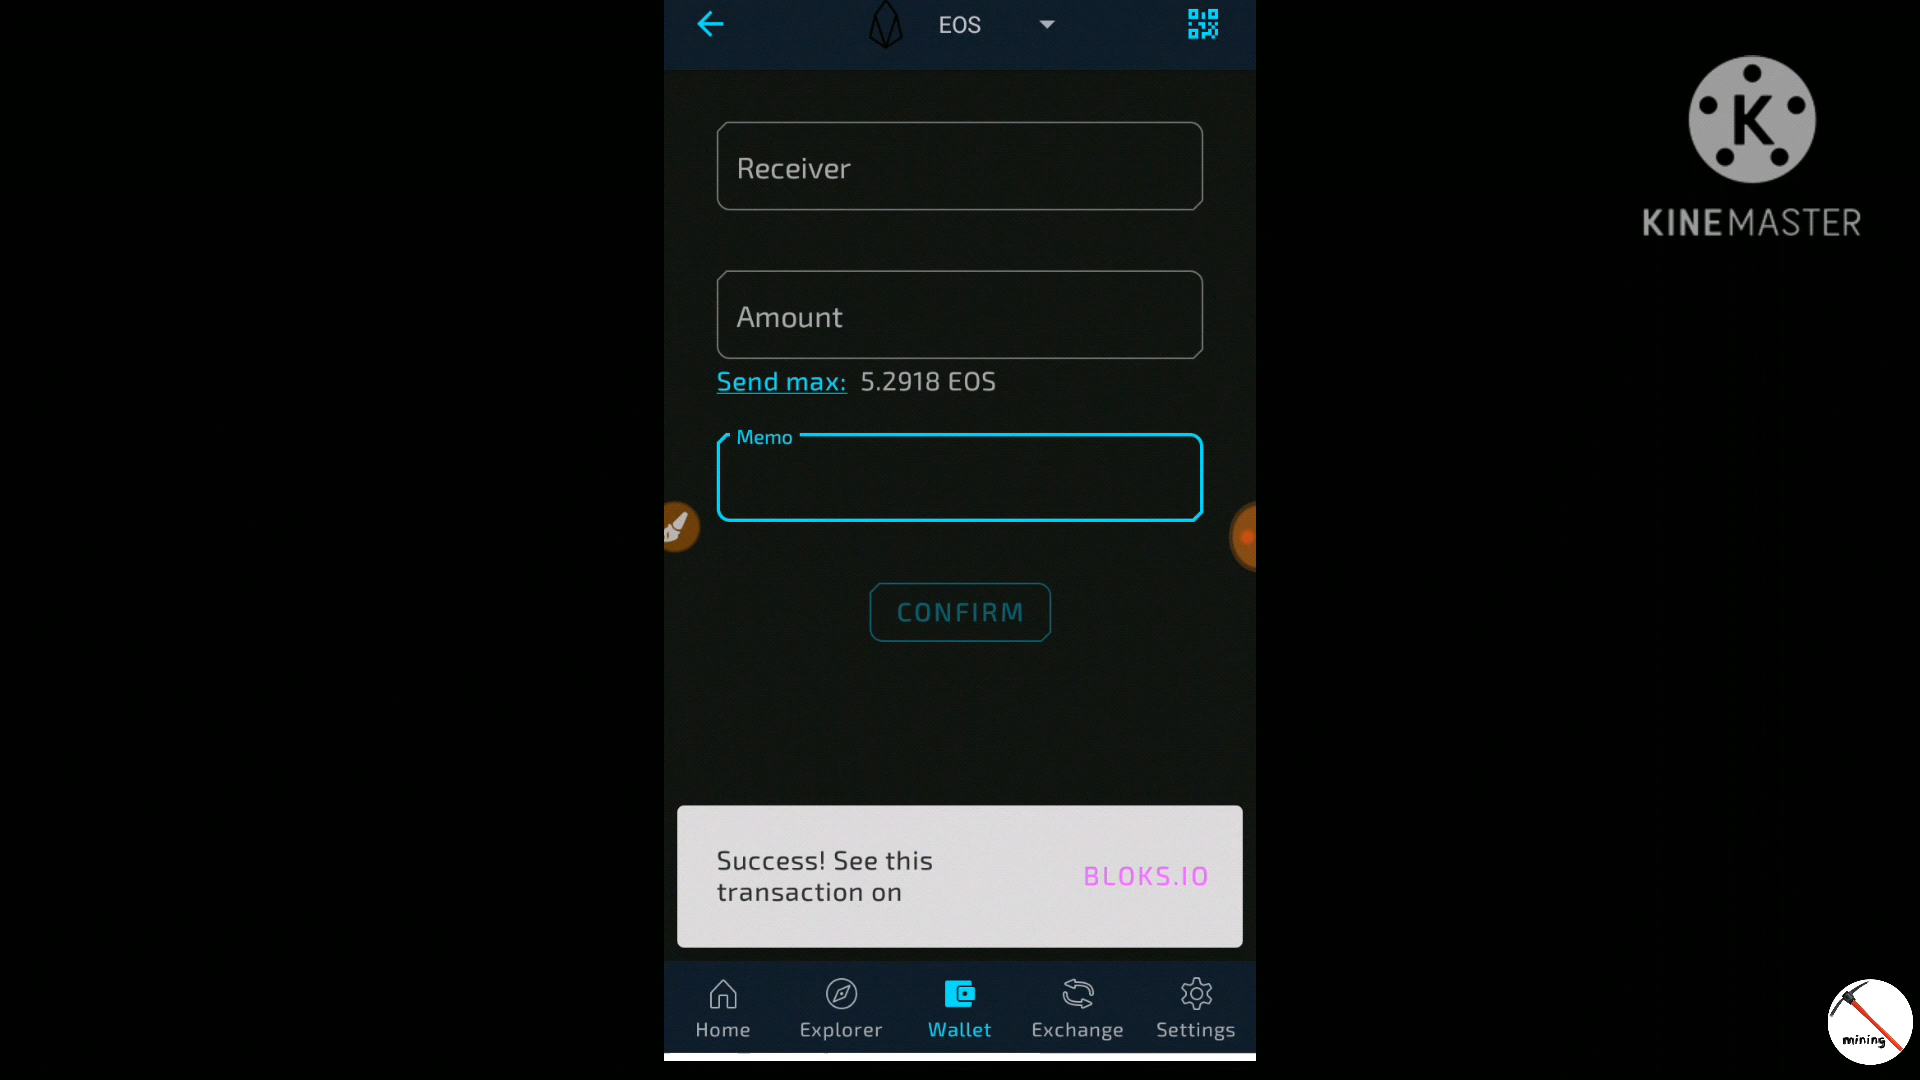 EOS
KINEMASTER
Receiver
Amount
Send max: 5.2918 EOS
Memo
CONFIRM
Success! See this
transaction on
BLOKS.IO
Home Explorer Wallet Exchange Settings
mining